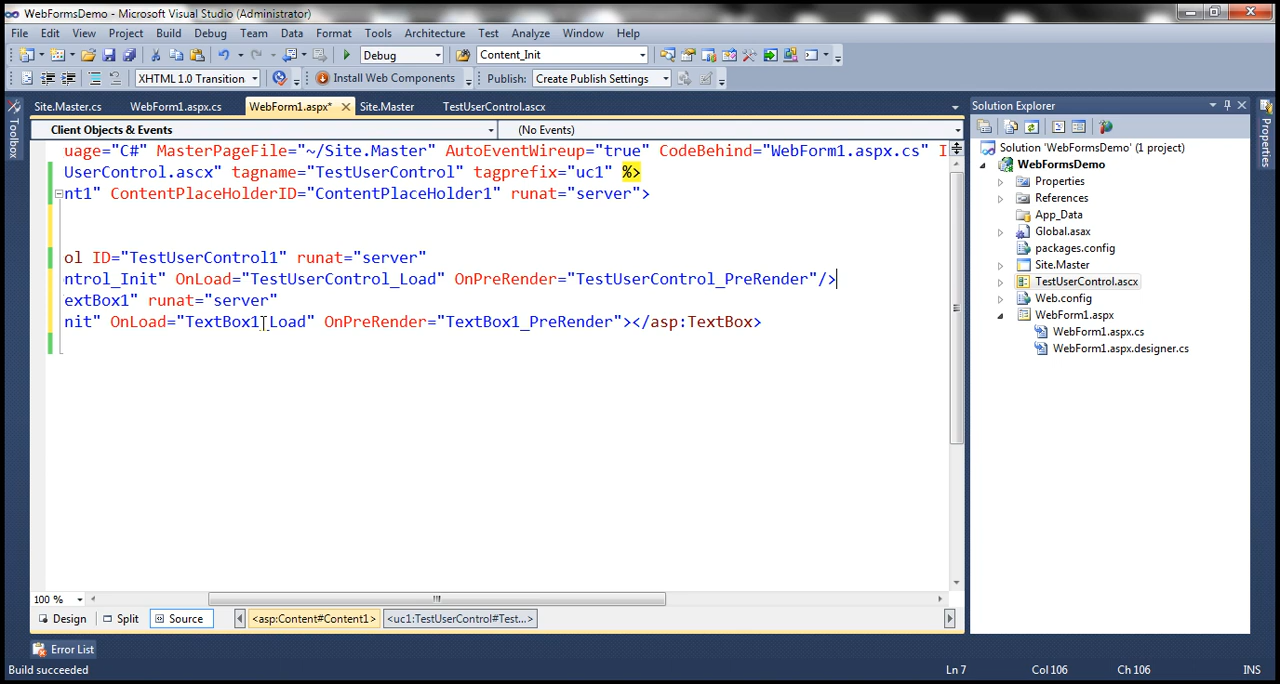 WebFormsDemo - Microsoft Visual Studio (Administrator)
File Edit View Project Build Debug Team Data Format Tools Architecture Test Analyze Window Help
Debug Content_Init
XHTML 1.0 Transition Install Web Components Publish: Create Publish Settings
Site.Master.cs WebForm1.aspx.cs WebForm1.aspx* Site.Master TestUserControl.ascx
Client Objects & Events (No Events)
uage="C#" MasterPageFile="~/Site.Master" AutoEventWireup="true" CodeBehind="WebForm1.aspx.cs" I
UserControl.ascx" tagname="TestUserControl" tagprefix="uc1" %>
nt1" ContentPlaceHolderID="ContentPlaceHolder1" runat="server">
ol ID="TestUserControl1" runat="server"
ntrol_Init" OnLoad="TestUserControl_Load" OnPreRender="TestUserControl_PreRender"/>
extBox1" runat="server"
nit" OnLoad="TextBox1_Load" OnPreRender="TextBox1_PreRender"></asp:TextBox>
100 %
Design Split Source <asp:Content#Content1> <uc1:TestUserControl#Test...>
Error List
Build succeeded Ln 7 Col 106 Ch 106 INS
Toolbox
Solution Explorer
Solution 'WebFormsDemo' (1 project)
WebFormsDemo
Properties
References
App_Data
Global.asax
packages.config
Site.Master
TestUserControl.ascx
Web.config
WebForm1.aspx
WebForm1.aspx.cs
WebForm1.aspx.designer.cs
Properties